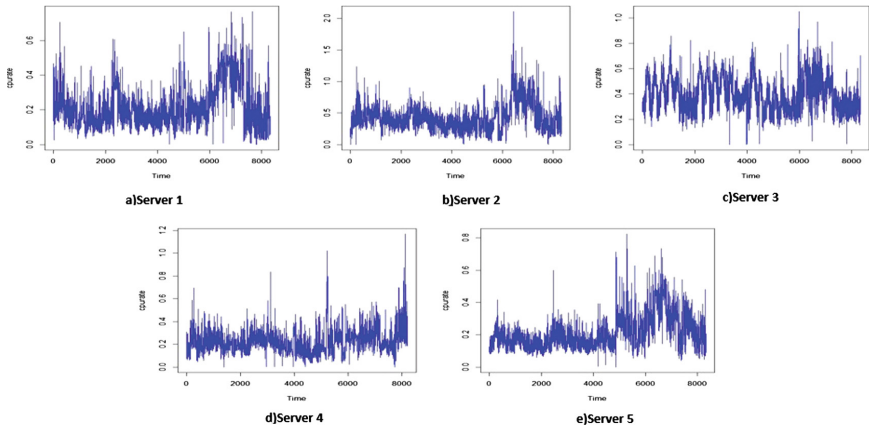 cpurate
0.0 0.2 0.4 0.6
0 2000 4000 6000 8000
Time
a)Server 1
cpurate
0.0 0.5 1.0 1.5 2.0
0 2000 4000 6000 8000
Time
b)Server 2
cpurate
0.0 0.2 0.4 0.6 0.8 1.0
0 2000 4000 6000 8000
Time
c)Server 3
cpurate
0.0 0.2 0.4 0.6 0.8 1.0 1.2
0 2000 4000 6000 8000
Time
d)Server 4
cpurate
0.0 0.2 0.4 0.6 0.8
0 2000 4000 6000 8000
Time
e)Server 5